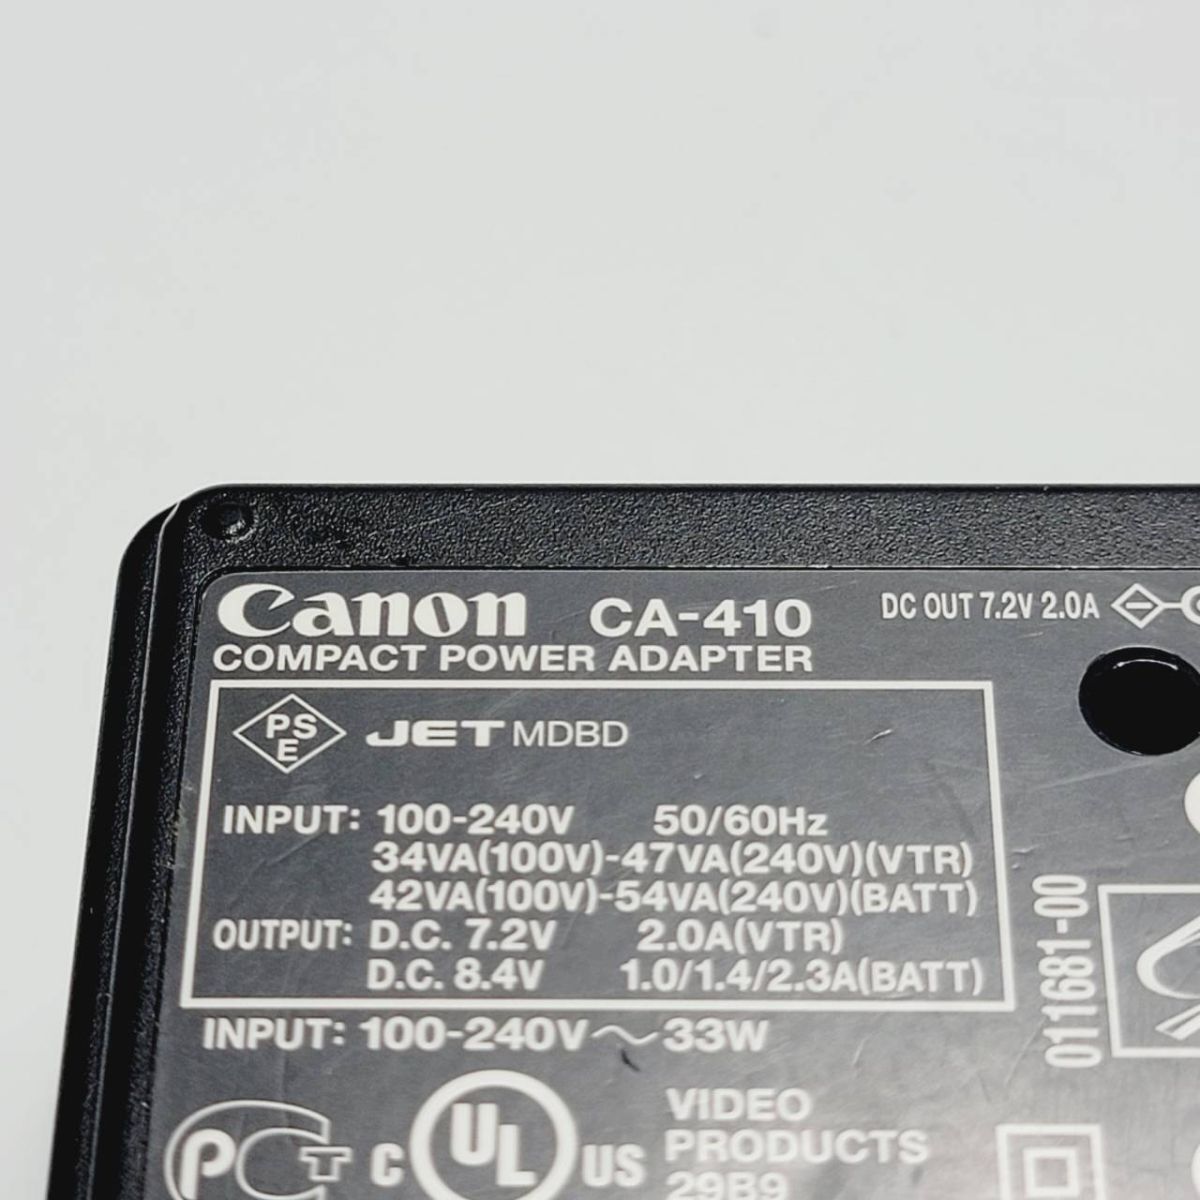 Canon CA-410 DC OUT 7.2V 2.0A
COMPACT POWER ADAPTER
PS E JET MDBD
INPUT: 100-240V 50/60Hz
34VA(100V)-47VA(240V)(VTR)
42VA(100V)-54VA(240V)(BATT)
OUTPUT: D.C. 7.2V 2.0A(VTR)
D.C. 8.4V 1.0/1.4/2.3A(BATT)
011681-00
INPUT: 100-240V～33W
PCT C UL US VIDEO
PRODUCTS
29B9